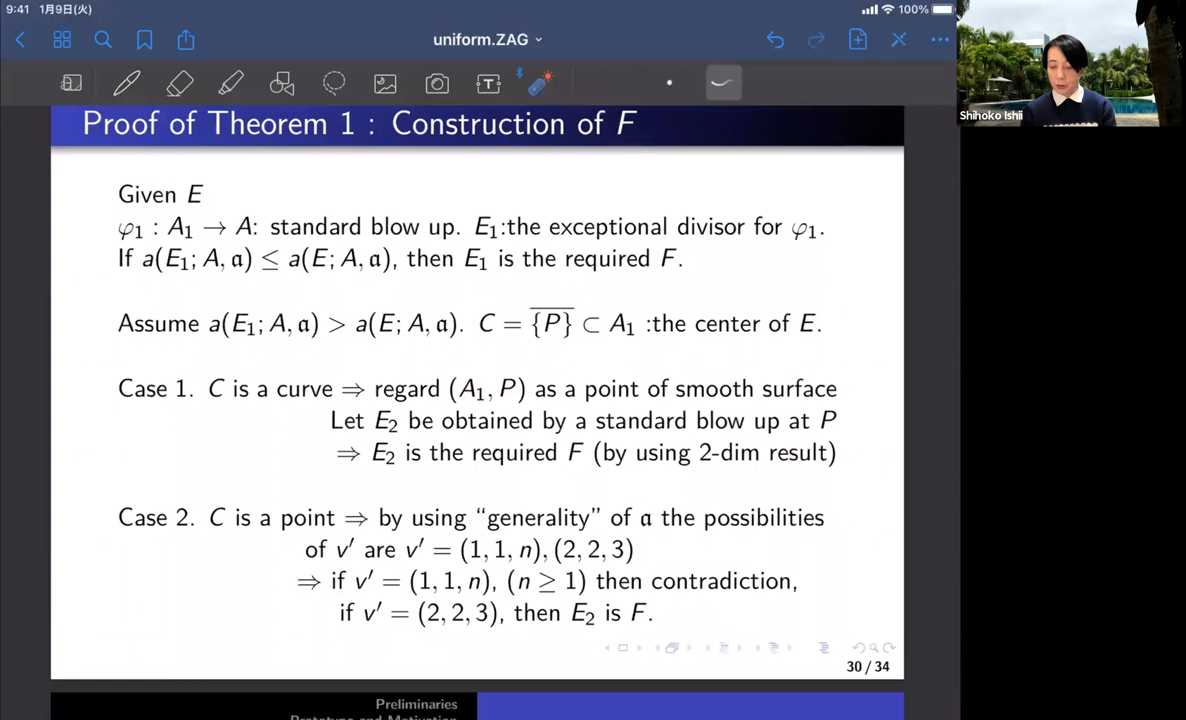 9:41 1月9日(火)
100%
uniform.ZAG
T
Shihoko Ishii
Proof of Theorem 1 : Construction of F
Given E
φ₁ : A₁ → A: standard blow up. E₁:the exceptional divisor for φ₁.
If a(E₁; A, 𝔞) ≤ a(E; A, 𝔞), then E₁ is the required F.
Assume a(E₁; A, 𝔞) > a(E; A, 𝔞). C = \overline{{P}} ⊂ A₁ :the center of E.
Case 1. C is a curve ⇒ regard (A₁, P) as a point of smooth surface
Let E₂ be obtained by a standard blow up at P
⇒ E₂ is the required F (by using 2-dim result)
Case 2. C is a point ⇒ by using “generality” of 𝔞 the possibilities
of v′ are v′ = (1, 1, n), (2, 2, 3)
⇒ if v′ = (1, 1, n), (n ≥ 1) then contradiction,
if v′ = (2, 2, 3), then E₂ is F.
30 / 34
Preliminaries
Prototype and Motivation